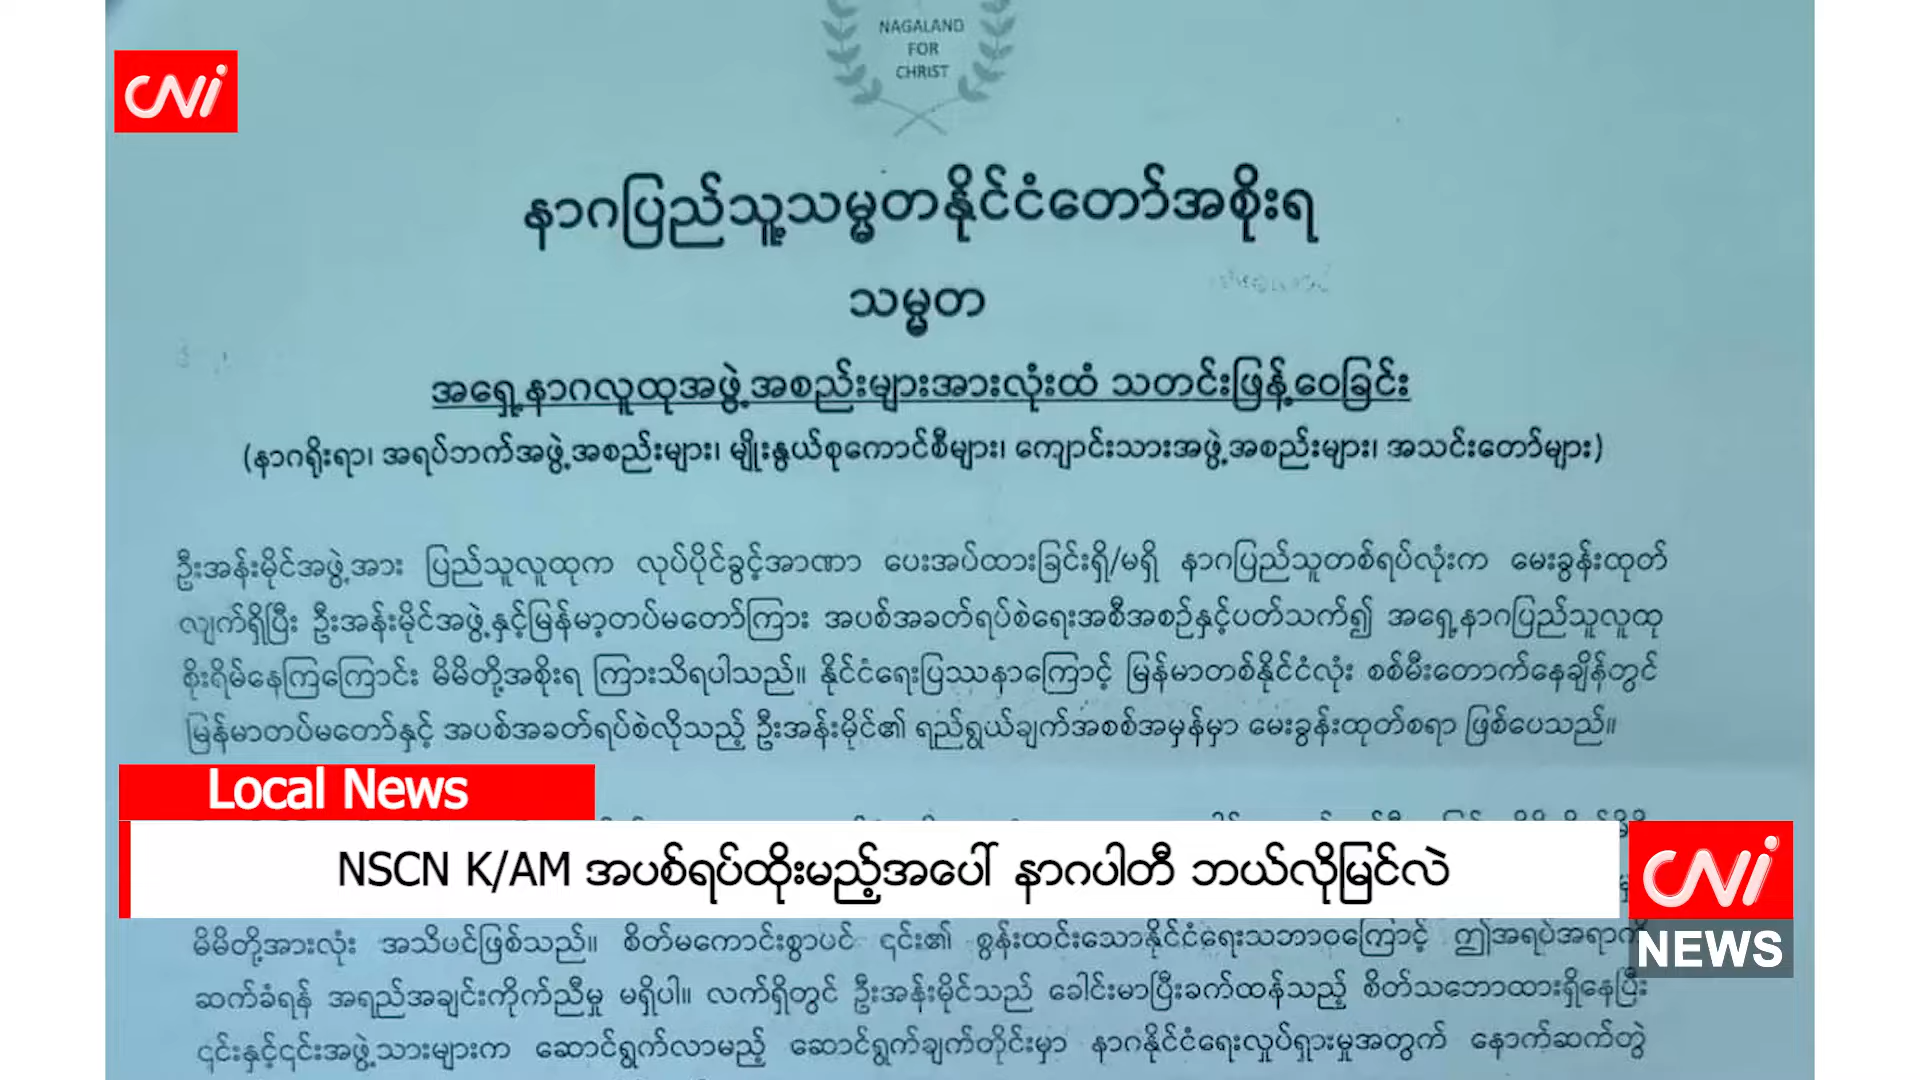 NAGALAND
FOR
CHRIST
CNi
နာဂပြည်သူ့သမ္မတနိုင်ငံတော်အစိုးရ
သမ္မတ
အရှေ့နာဂလူထုအဖွဲ့အစည်းများအားလုံးထံ သတင်းဖြန့်ဝေခြင်း
(နာဂရိုးရာ၊ အရပ်ဘက်အဖွဲ့အစည်းများ၊ မျိုးနွယ်စုကောင်စီများ၊ ကျောင်းသားအဖွဲ့အစည်းများ၊ အသင်းတော်များ)
ဦးအန်းမိုင်အဖွဲ့အား ပြည်သူလူထုက လုပ်ပိုင်ခွင့်အာဏာ ပေးအပ်ထားခြင်းရှိ/မရှိ နာဂပြည်သူတစ်ရပ်လုံးက မေးခွန်းထုတ်
လျက်ရှိပြီး ဦးအန်းမိုင်အဖွဲ့နှင့်မြန်မာ့တပ်မတော်ကြား အပစ်အခတ်ရပ်စဲရေးအစီအစဉ်နှင့်ပတ်သက်၍ အရှေ့နာဂပြည်သူလူထု
စိုးရိမ်နေကြကြောင်း မိမိတို့အစိုးရ ကြားသိရပါသည်။ နိုင်ငံရေးပြဿနာကြောင့် မြန်မာတစ်နိုင်ငံလုံး စစ်မီးတောက်နေချိန်တွင်
မြန်မာတပ်မတော်နှင့် အပစ်အခတ်ရပ်စဲလိုသည့် ဦးအန်းမိုင်၏ ရည်ရွယ်ချက်အစစ်အမှန်မှာ မေးခွန်းထုတ်စရာ ဖြစ်ပေသည်။
Local News
NSCN K/AM အပစ်ရပ်ထိုးမည့်အပေါ် နာဂပါတီ ဘယ်လိုမြင်လဲ
CNi
NEWS
မိမိတို့အားလုံး အသိပင်ဖြစ်သည်။ စိတ်မကောင်းစွာပင် ၎င်း၏ စွန်းထင်းသောနိုင်ငံရေးသဘာဝကြောင့် ဤအရပ်အရာကို
ဆက်ခံရန် အရည်အချင်းကိုက်ညီမှု မရှိပါ။ လက်ရှိတွင် ဦးအန်းမိုင်သည် ခေါင်းမာပြီးခက်ထန်သည့် စိတ်သဘောထားရှိနေပြီး
၎င်းနှင့်၎င်းအဖွဲ့သားများက ဆောင်ရွက်လာမည့် ဆောင်ရွက်ချက်တိုင်းမှာ နာဂနိုင်ငံရေးလှုပ်ရှားမှုအတွက် နောက်ဆက်တွဲ